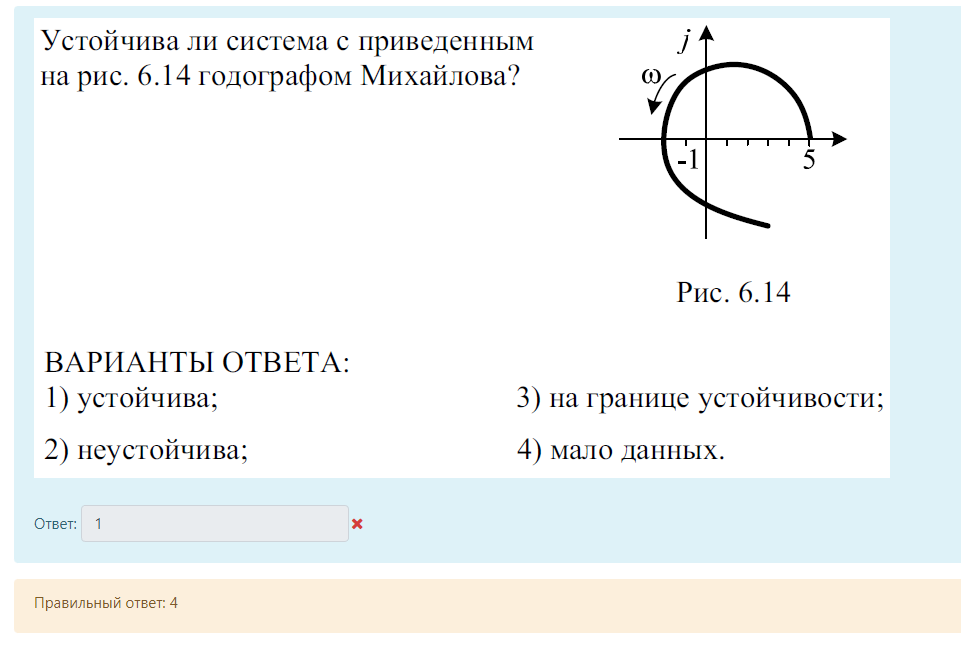 Устойчива ли система с приведенным
на рис. 6.14 годографом Михайлова?
j
ω
-1
5
Рис. 6.14
ВАРИАНТЫ ОТВЕТА:
1) устойчива;
3) на границе устойчивости;
2) неустойчива;
4) мало данных.
Ответ: 1
Правильный ответ: 4